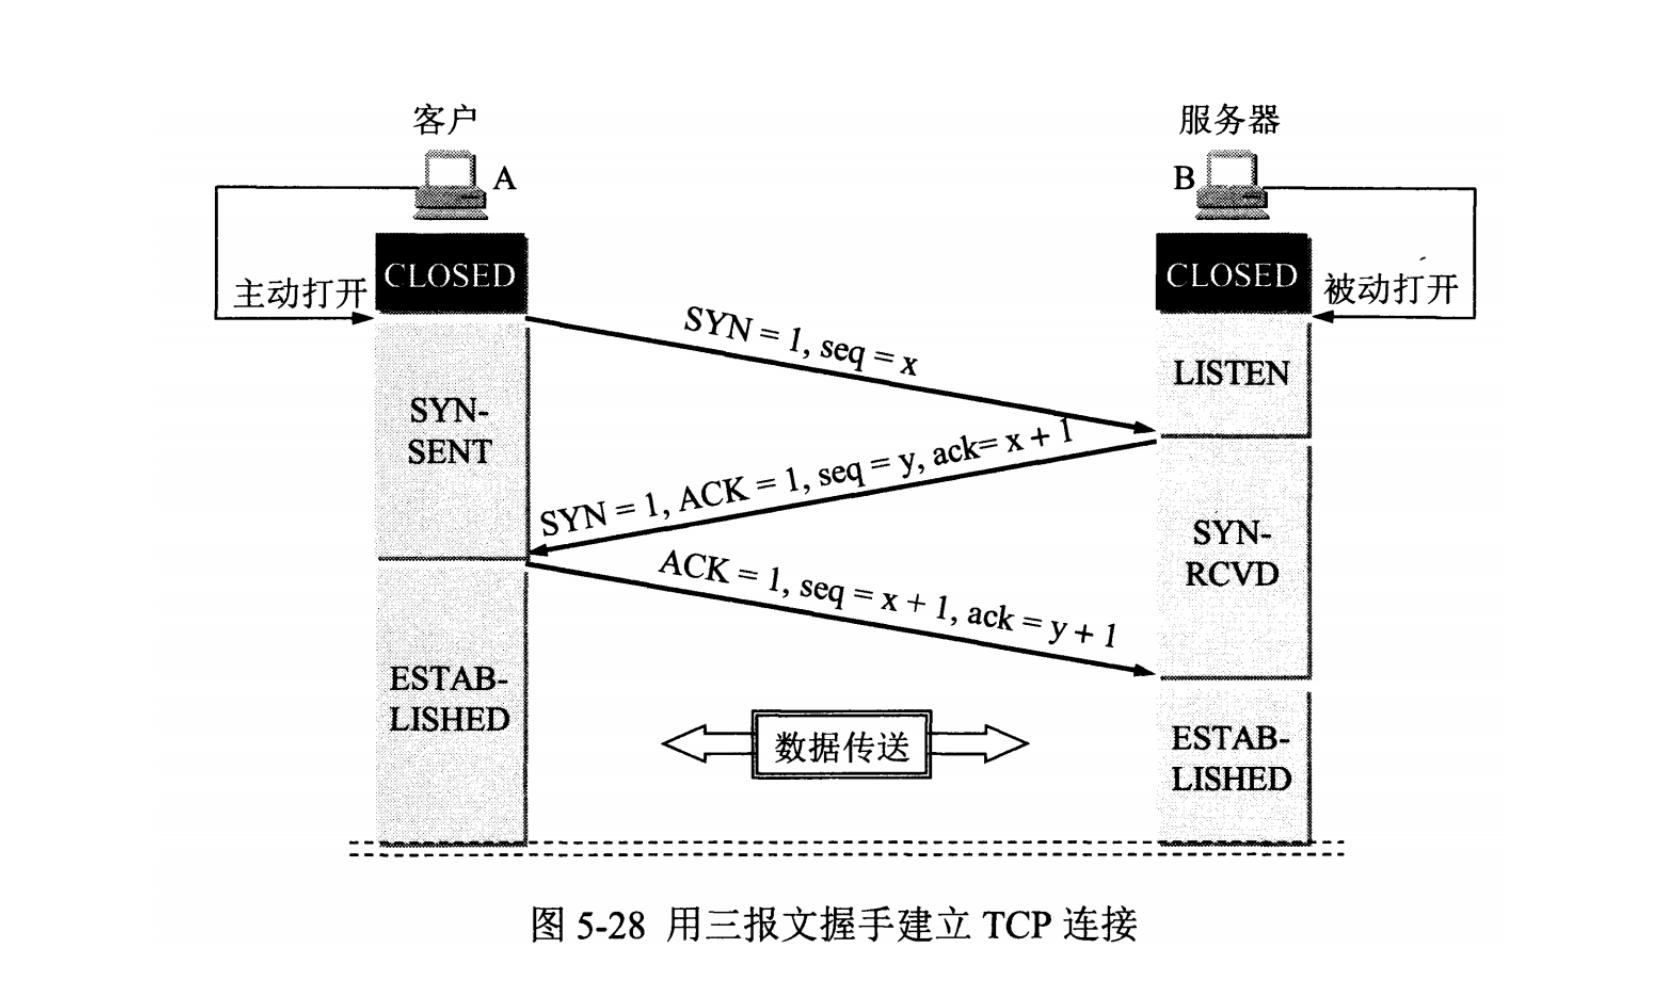 客户
服务器
A
B
CLOSED
CLOSED
主动打开
被动打开
SYN = 1, seq = x
LISTEN
SYN-
SENT
SYN = 1, ACK = 1, seq = y, ack= x + 1
SYN-
RCVD
ACK = 1, seq = x + 1, ack = y + 1
ESTAB-
LISHED
数据传送
ESTAB-
LISHED
图 5-28 用三报文握手建立 TCP 连接